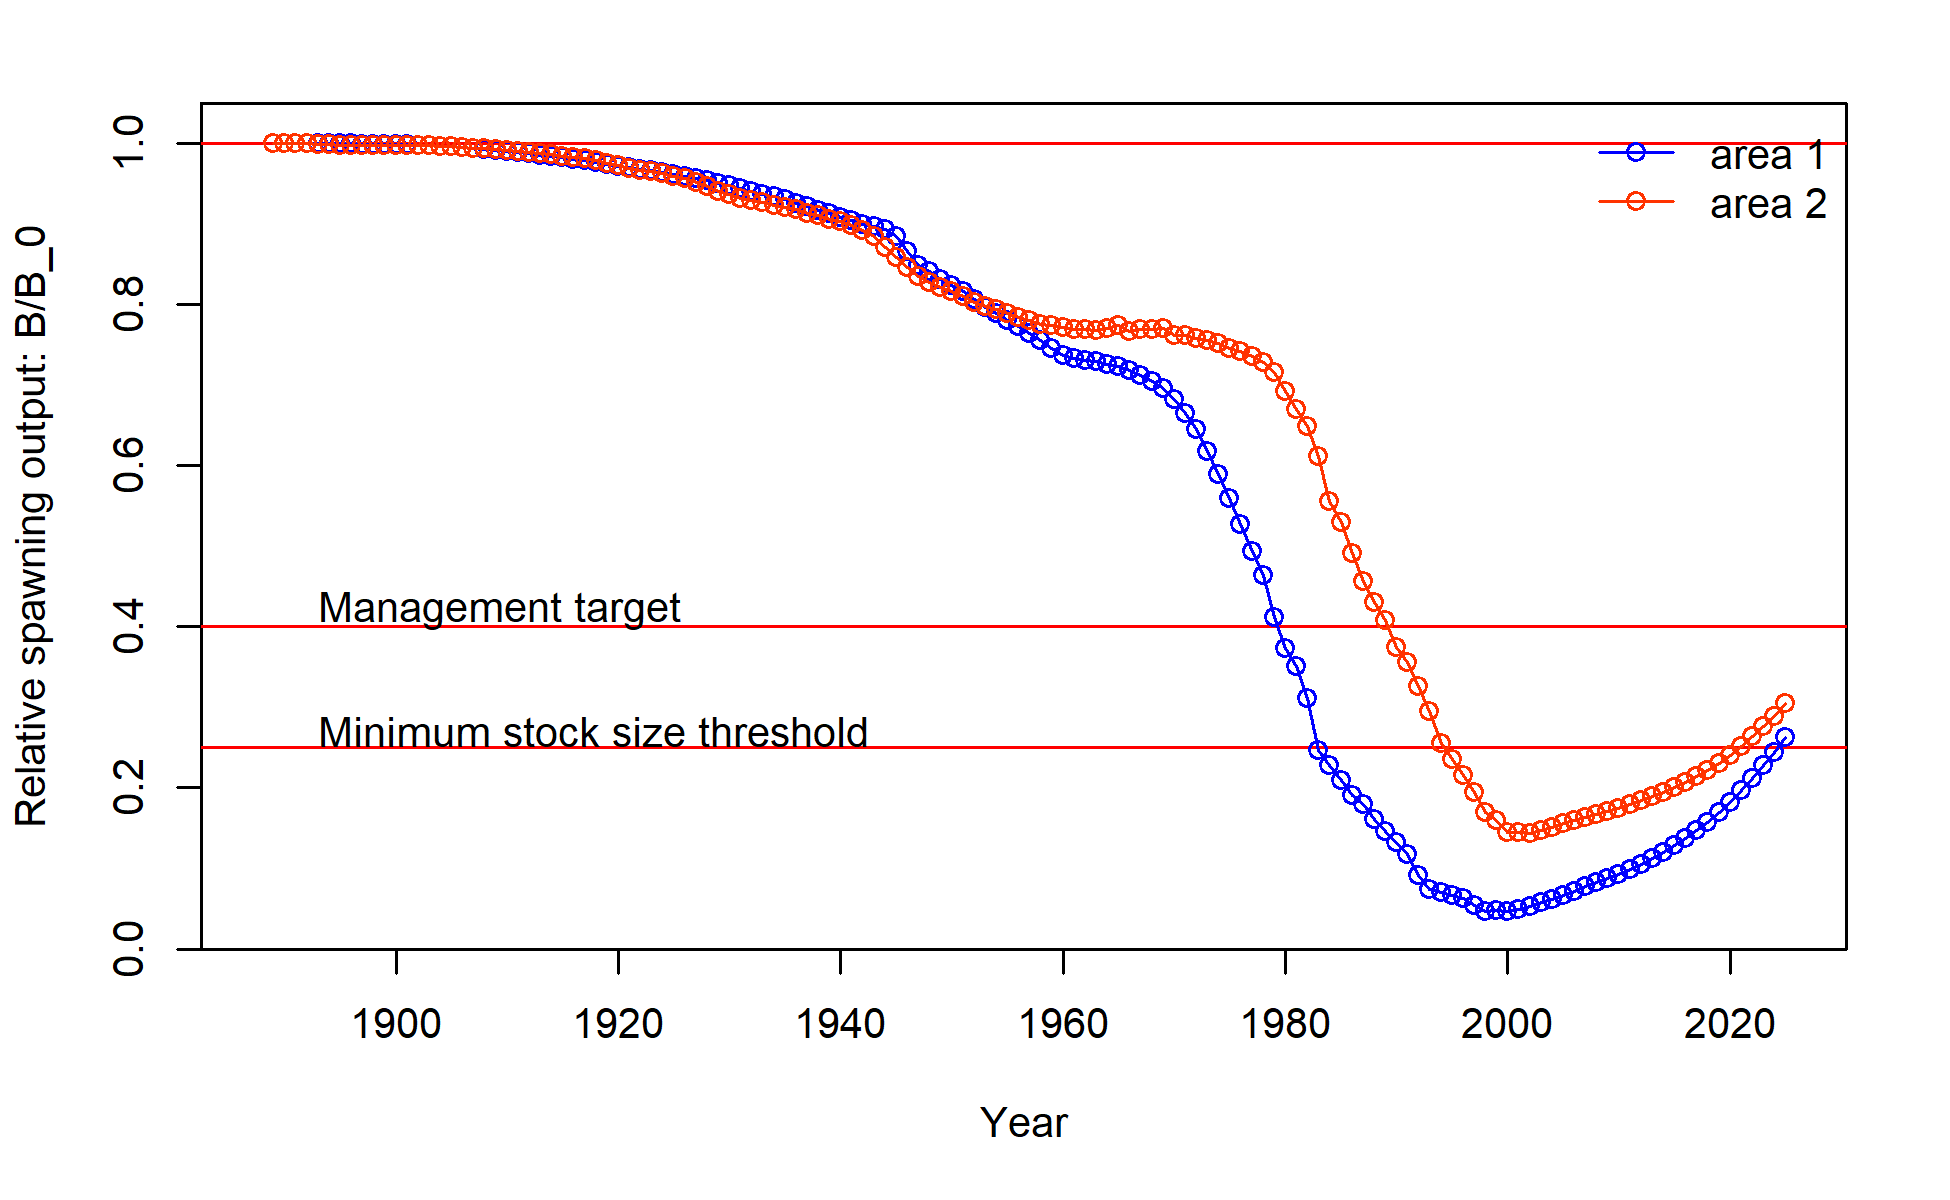 area 1
area 2
Management target
Minimum stock size threshold
Relative spawning output: B/B_0
0.0
0.2
0.4
0.6
0.8
1.0
1900 1920 1940 1960 1980 2000 2020
Year